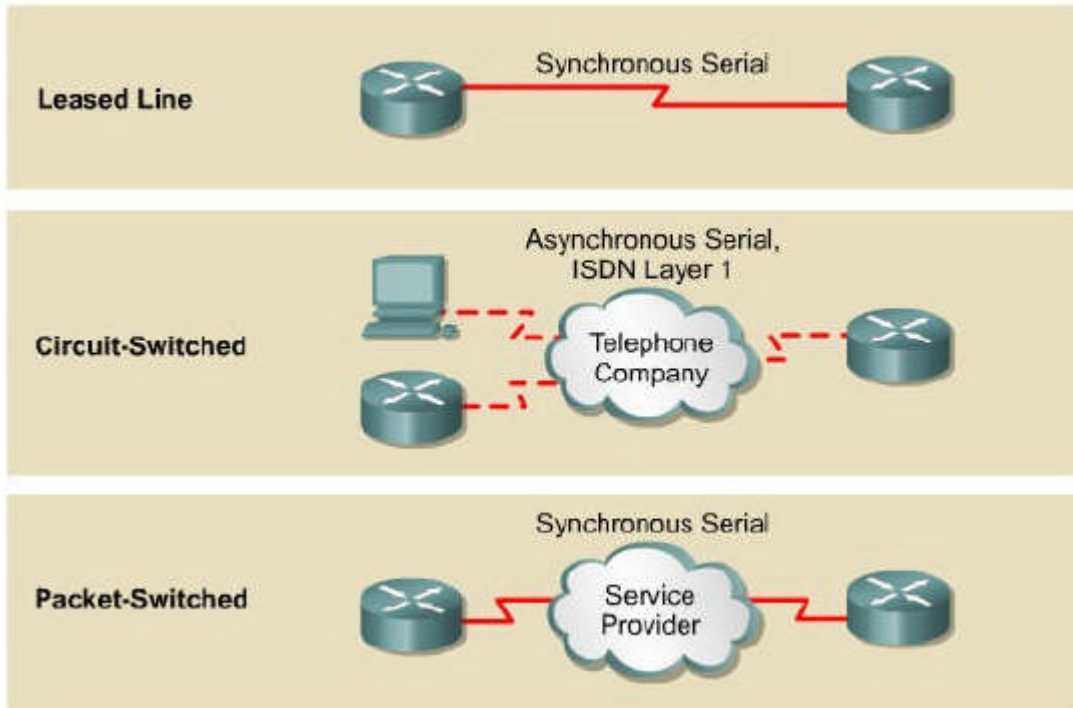 Leased Line
Synchronous Serial
Circuit-Switched
Asynchronous Serial,
ISDN Layer 1
Telephone
Company
Packet-Switched
Synchronous Serial
Service
Provider